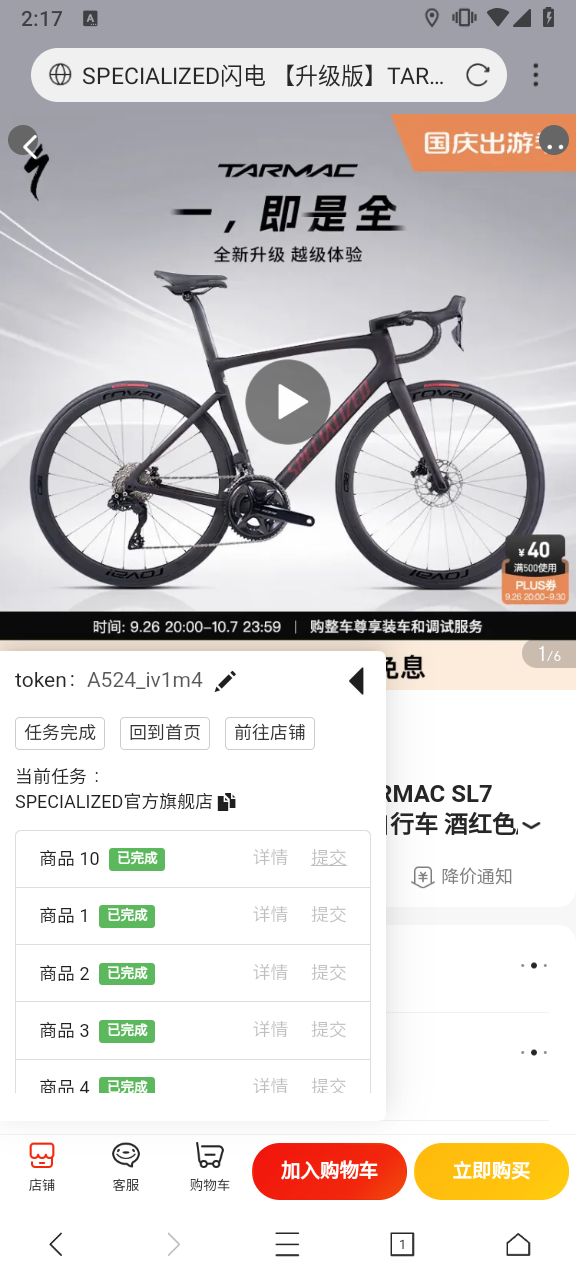 2:17
SPECIALIZED闪电 【升级版】TAR...
国庆出游季
TARMAC
一，即是全
全新升级 越级体验
roval
roval
SPECIALIZED
roval
roval
¥40
满500使用
PLUS券
9.26 20:00-9.30
时间: 9.26 20:00-10.7 23:59 | 购整车尊享装车和调试服务
1/6
免息
token： A524_iv1m4
任务完成
回到首页
前往店铺
当前任务：
SPECIALIZED官方旗舰店
RMAC SL7
行车 酒红色
降价通知
商品 10 已完成 详情 提交
商品 1 已完成 详情 提交
商品 2 已完成 详情 提交
商品 3 已完成 详情 提交
商品 4 已完成 详情 提交
店铺
客服
购物车
加入购物车
立即购买
1